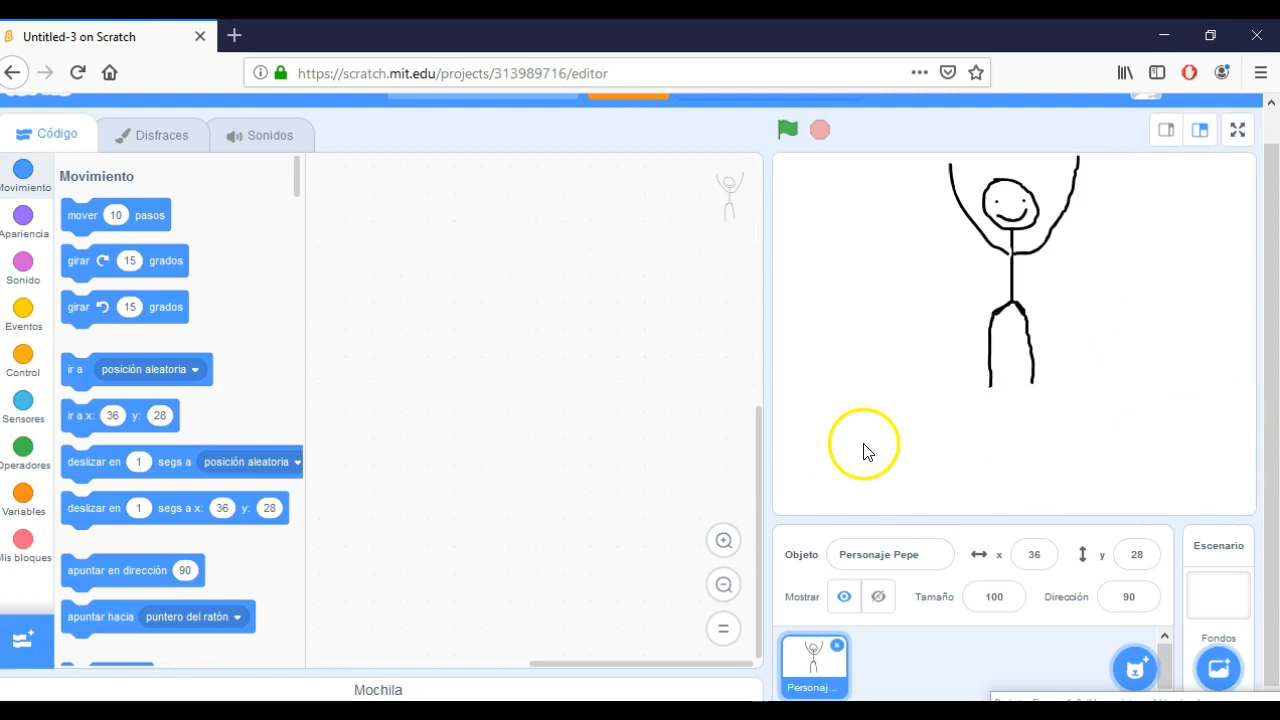 Untitled-3 on Scratch
https://scratch.mit.edu/projects/313989716/editor
Código
Disfraces
Sonidos
Movimiento
Apariencia
Sonido
Eventos
Control
Sensores
Operadores
Variables
Mis bloques
Movimiento
mover 10 pasos
girar 15 grados
girar 15 grados
ir a posición aleatoria
ir a x: 36 y: 28
deslizar en 1 segs a posición aleatoria
deslizar en 1 segs a x: 36 y: 28
apuntar en dirección 90
apuntar hacia puntero del ratón
Mochila
Objeto Personaje Pepe x 36 y 28
Mostrar Tamaño 100 Dirección 90
Personaj...
Escenario
Fondos